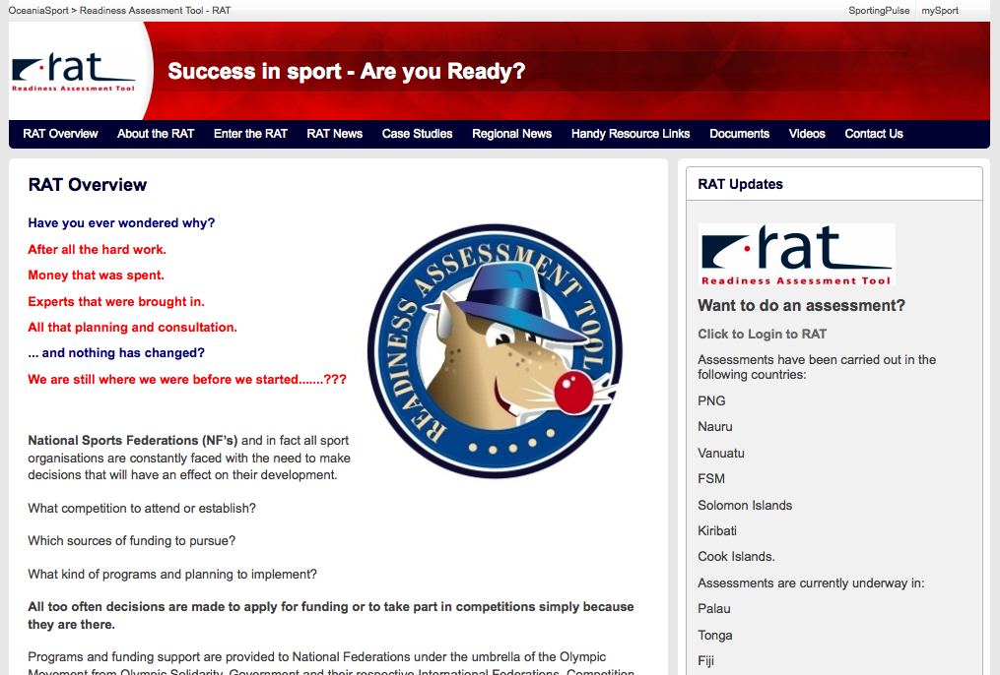 OceaniaSport > Readiness Assessment Tool - RAT
SportingPulse mySport
rat
Readiness Assessment Tool
Success in sport - Are you Ready?
RAT Overview About the RAT Enter the RAT RAT News Case Studies Regional News Handy Resource Links Documents Videos Contact Us
RAT Overview
Have you ever wondered why?
After all the hard work.
Money that was spent.
Experts that were brought in.
All that planning and consultation.
... and nothing has changed?
We are still where we were before we started.......???
READINESS ASSESSMENT TOOL
National Sports Federations (NF's) and in fact all sport
organisations are constantly faced with the need to make
decisions that will have an effect on their development.
What competition to attend or establish?
Which sources of funding to pursue?
What kind of programs and planning to implement?
All too often decisions are made to apply for funding or to take part in competitions simply because
they are there.
Programs and funding support are provided to National Federations under the umbrella of the Olympic
Movement from Olympic Solidarity, Government and their respective International Federations. Competition
RAT Updates
rat
Readiness Assessment Tool
Want to do an assessment?
Click to Login to RAT
Assessments have been carried out in the
following countries:
PNG
Nauru
Vanuatu
FSM
Solomon Islands
Kiribati
Cook Islands.
Assessments are currently underway in:
Palau
Tonga
Fiji